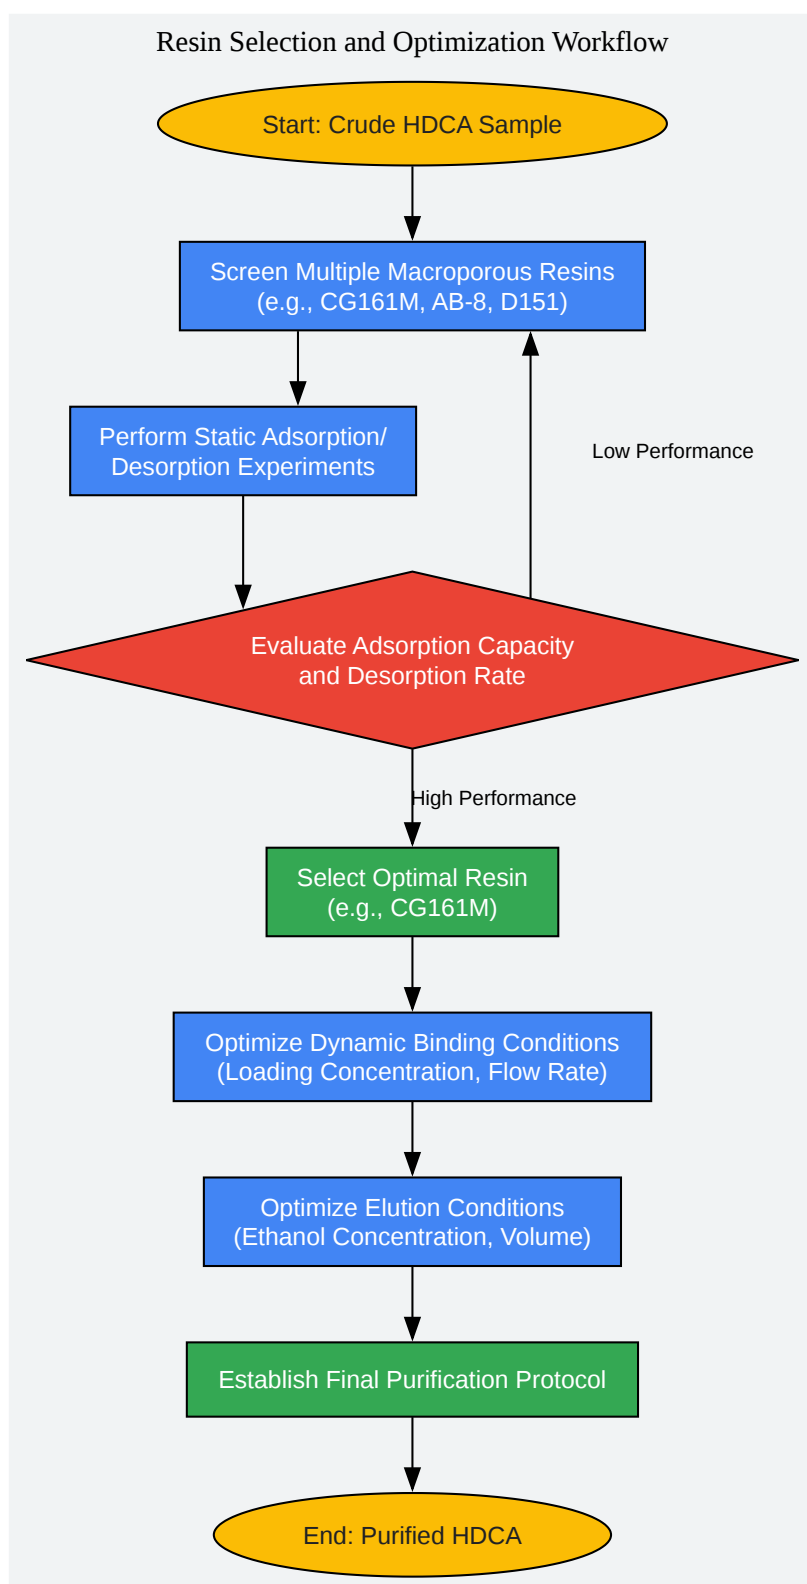 Resin Selection and Optimization Workflow
Start: Crude HDCA Sample
Screen Multiple Macroporous Resins
(e.g., CG161M, AB-8, D151)
Perform Static Adsorption/
Desorption Experiments
Low Performance
Evaluate Adsorption Capacity
and Desorption Rate
High Performance
Select Optimal Resin
(e.g., CG161M)
Optimize Dynamic Binding Conditions
(Loading Concentration, Flow Rate)
Optimize Elution Conditions
(Ethanol Concentration, Volume)
Establish Final Purification Protocol
End: Purified HDCA